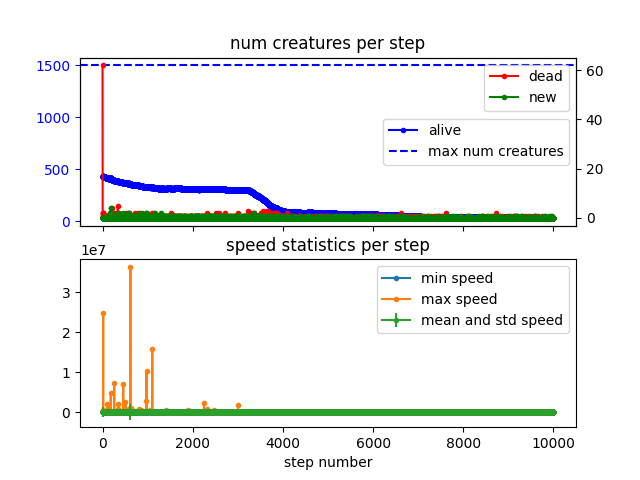 num creatures per step
1500
1000
500
0
60
40
20
0
dead
new
alive
max num creatures
speed statistics per step
1e7
3
2
1
0
min speed
max speed
mean and std speed
0
2000
4000
6000
8000
10000
step number